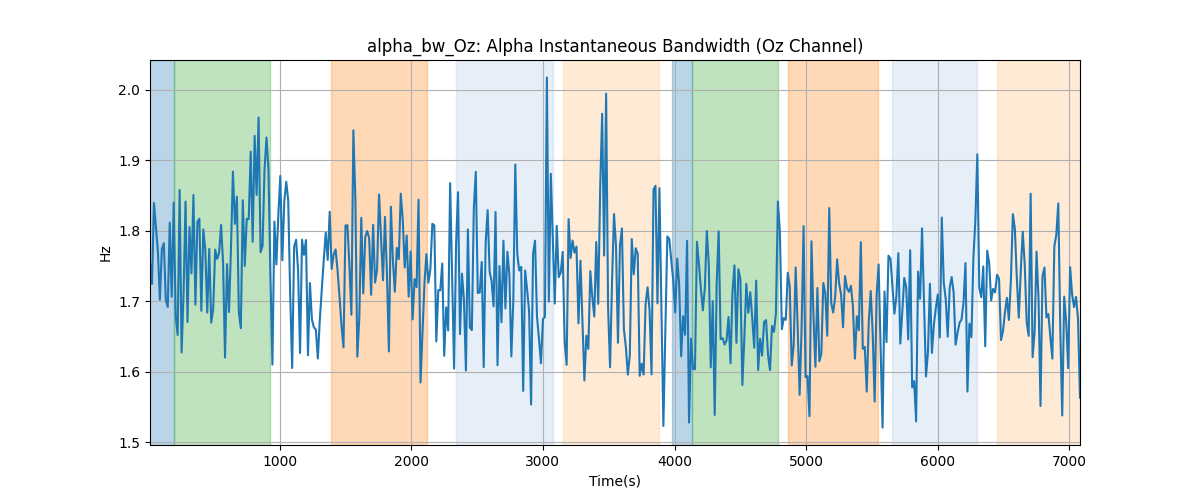 alpha_bw_Oz: Alpha Instantaneous Bandwidth (Oz Channel)
Hz
2.0
1.9
1.8
1.7
1.6
1.5
1000 2000 3000 4000 5000 6000 7000
Time(s)